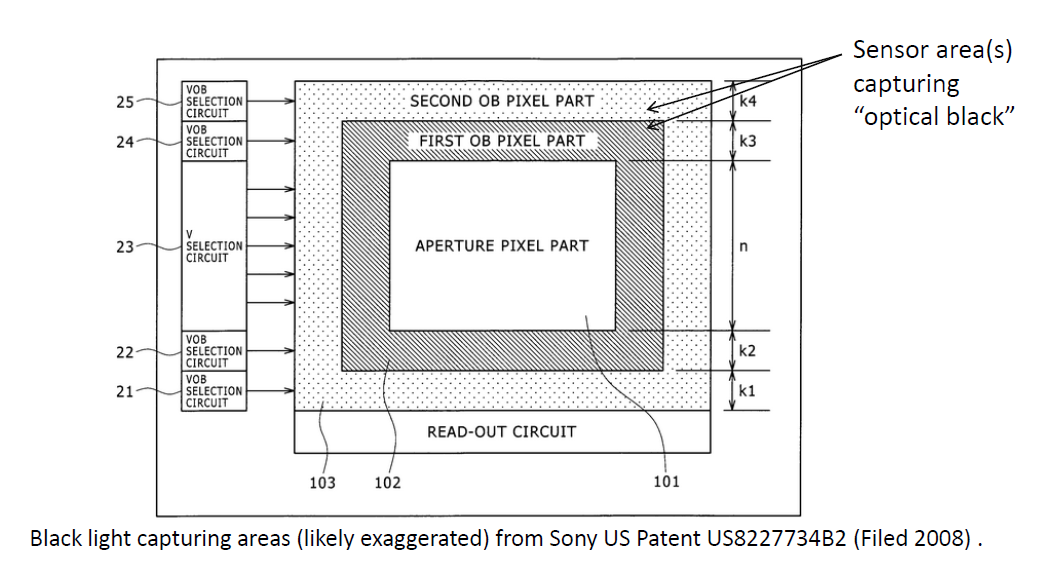 Sensor area(s)
capturing
“optical black”
25
VOB
SELECTION
CIRCUIT
SECOND OB PIXEL PART
k4
24
VOB
SELECTION
CIRCUIT
FIRST OB PIXEL PART
k3
23
V
SELECTION
CIRCUIT
APERTURE PIXEL PART
n
22
VOB
SELECTION
CIRCUIT
k2
21
VOB
SELECTION
CIRCUIT
k1
READ-OUT CIRCUIT
103
102
101
Black light capturing areas (likely exaggerated) from Sony US Patent US8227734B2 (Filed 2008) .